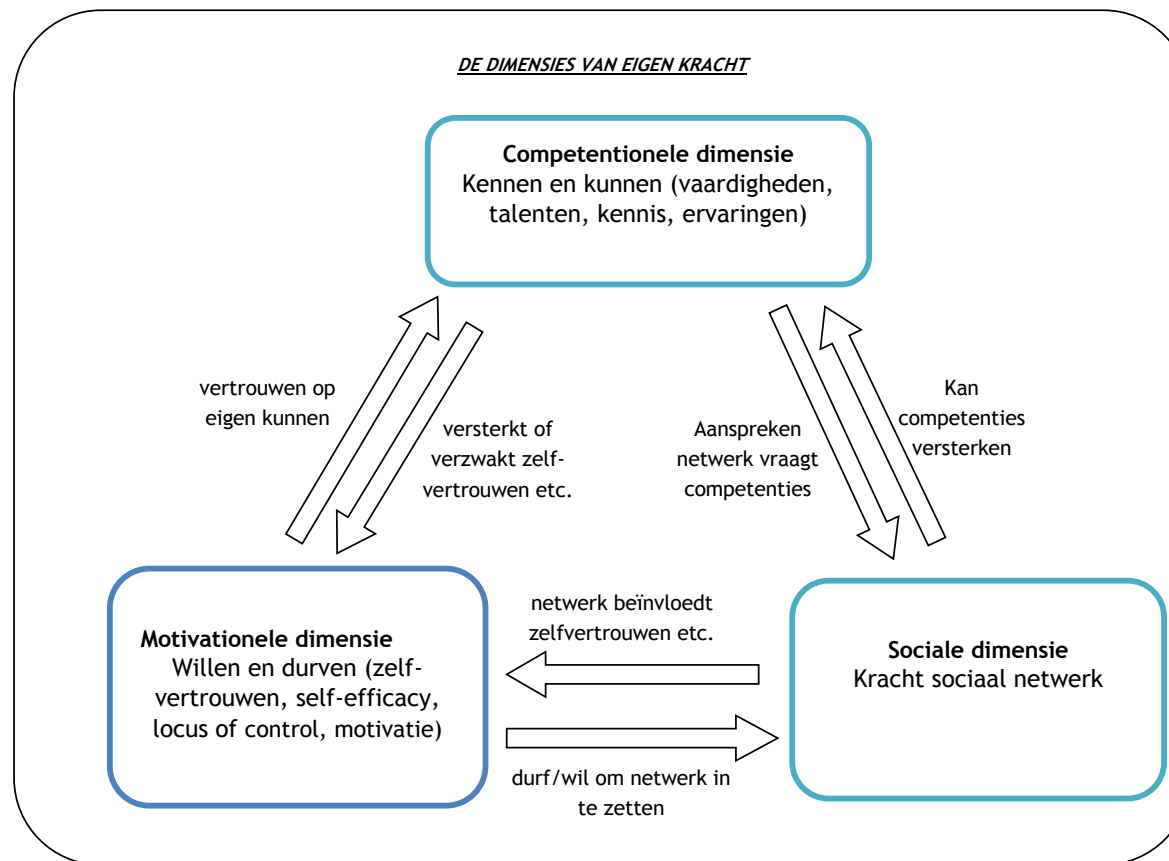 DE DIMENSIES VAN EIGEN KRACHT
Competentionele dimensie
Kennen en kunnen (vaardigheden,
talenten, kennis, ervaringen)
vertrouwen op
eigen kunnen
versterkt of
verzwakt zelf-
vertrouwen etc.
Aanspreken
netwerk vraagt
competenties
Kan
competenties
versterken
Motivationele dimensie
Willen en durven (zelf-
vertrouwen, self-efficacy,
locus of control, motivatie)
netwerk beïnvloedt
zelfvertrouwen etc.
durf/wil om netwerk in
te zetten
Sociale dimensie
Kracht sociaal netwerk